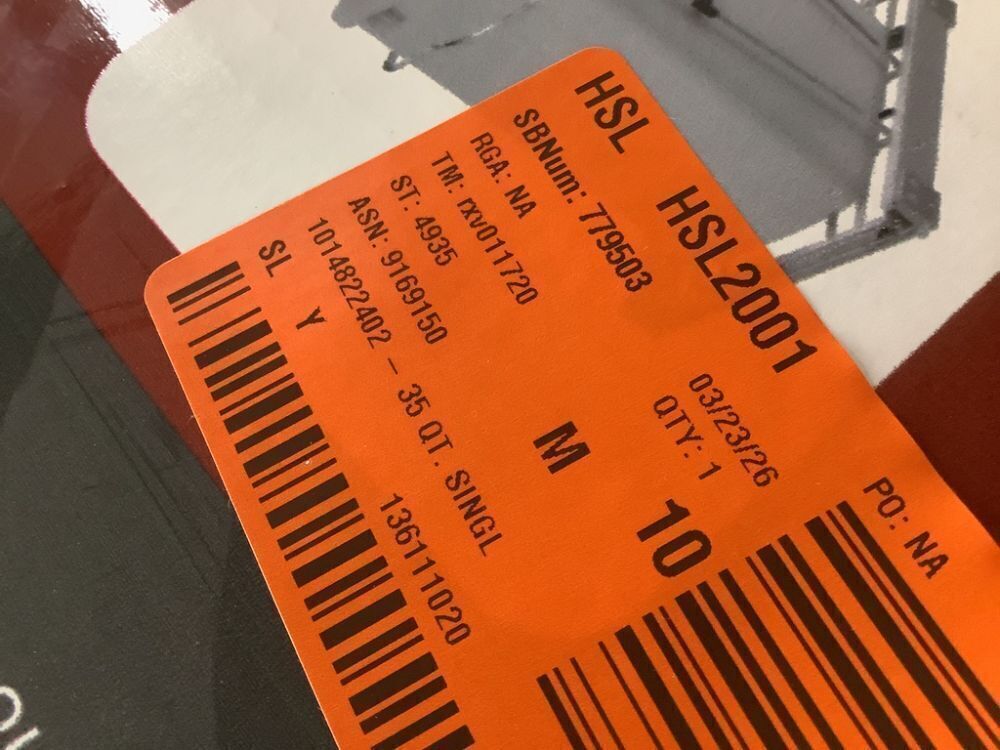 HSL HSL2001
SBNum: 779503 03/23/26 PO: NA
RGA: NA QTY: 1
TM: rxv011720
ST: 4935 M 10
ASN: 9169150
1014822402 - 35 QT. SINGL
SL Y 136111020